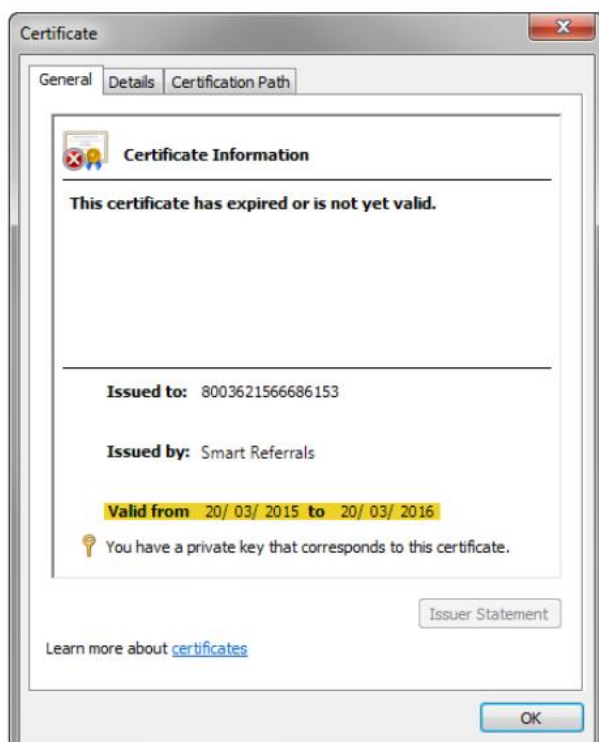 Certificate
General Details Certification Path
Certificate Information
This certificate has expired or is not yet valid.
Issued to: 8003621566686153
Issued by: Smart Referrals
Valid from 20/ 03/ 2015 to 20/ 03/ 2016
You have a private key that corresponds to this certificate.
Issuer Statement
Learn more about certificates
OK